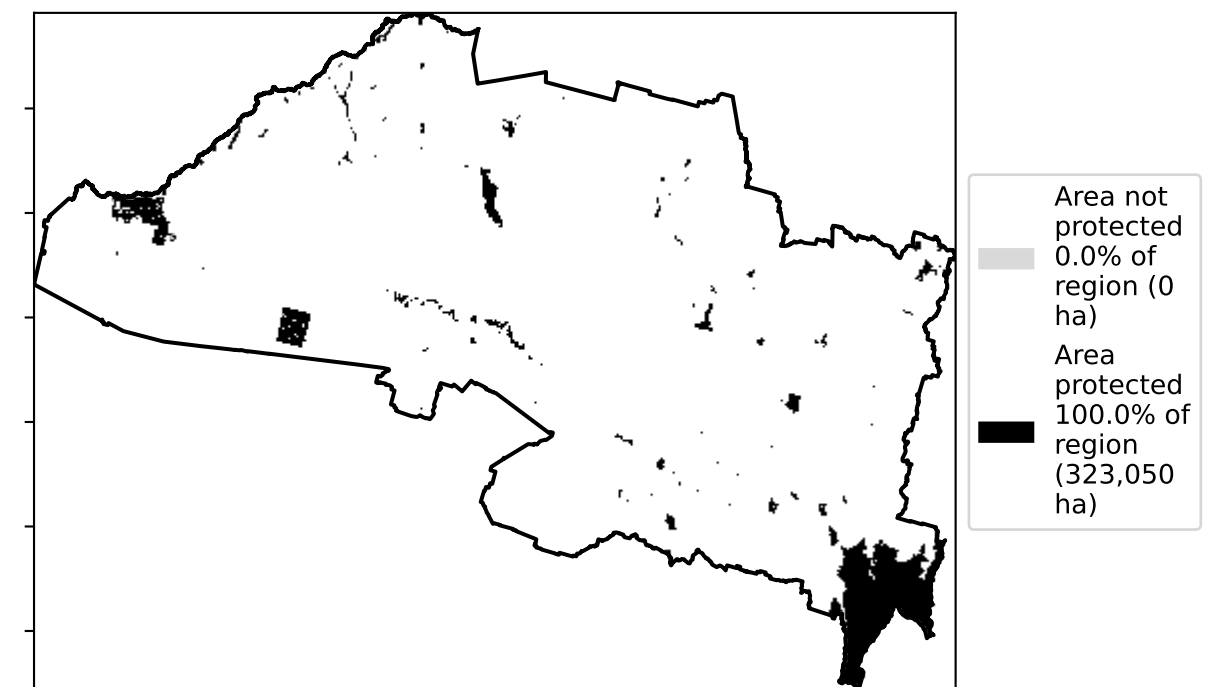 Area not
protected
0.0% of
region (0
ha)
Area
protected
100.0% of
region
(323,050
ha)